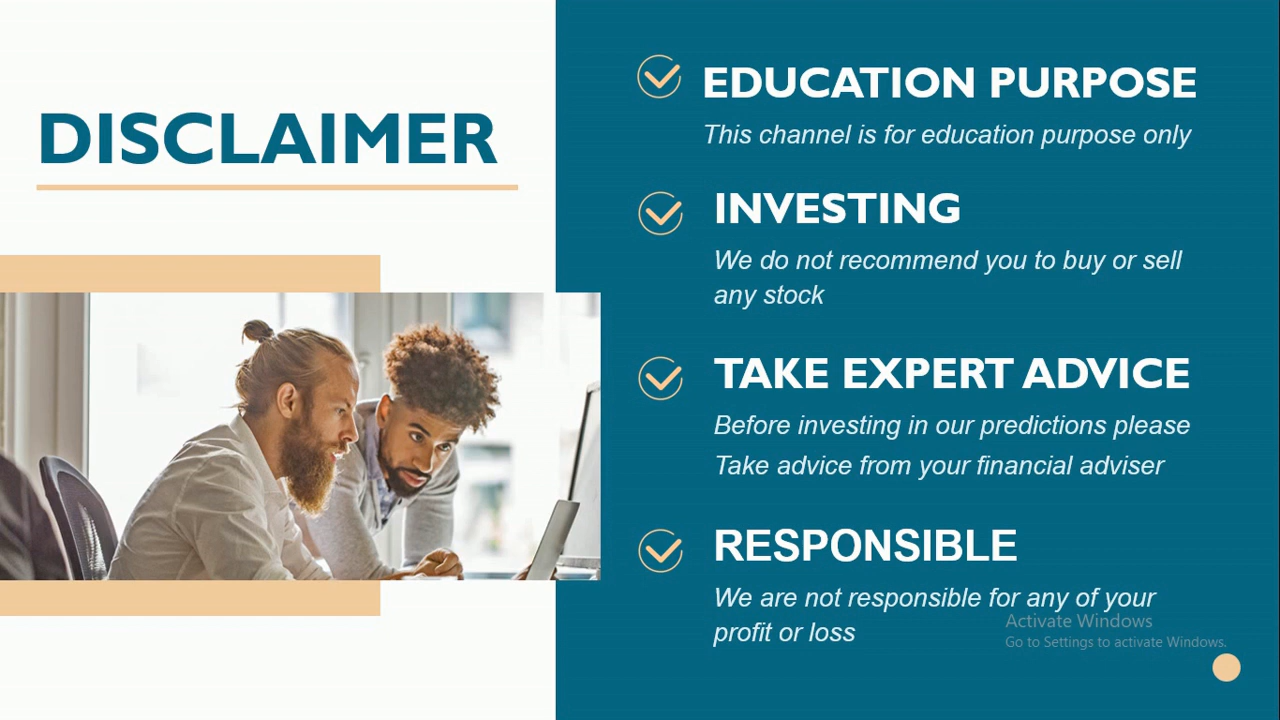 DISCLAIMER
EDUCATION PURPOSE
This channel is for education purpose only
INVESTING
We do not recommend you to buy or sell
any stock
TAKE EXPERT ADVICE
Before investing in our predictions please
Take advice from your financial adviser
RESPONSIBLE
We are not responsible for any of your
profit or loss
Activate Windows
Go to Settings to activate Windows.